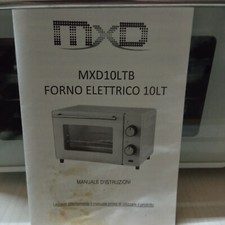 MXD
MXD10LTB
FORNO ELETTRICO 10LT
MANUALE D'ISTRUZIONI